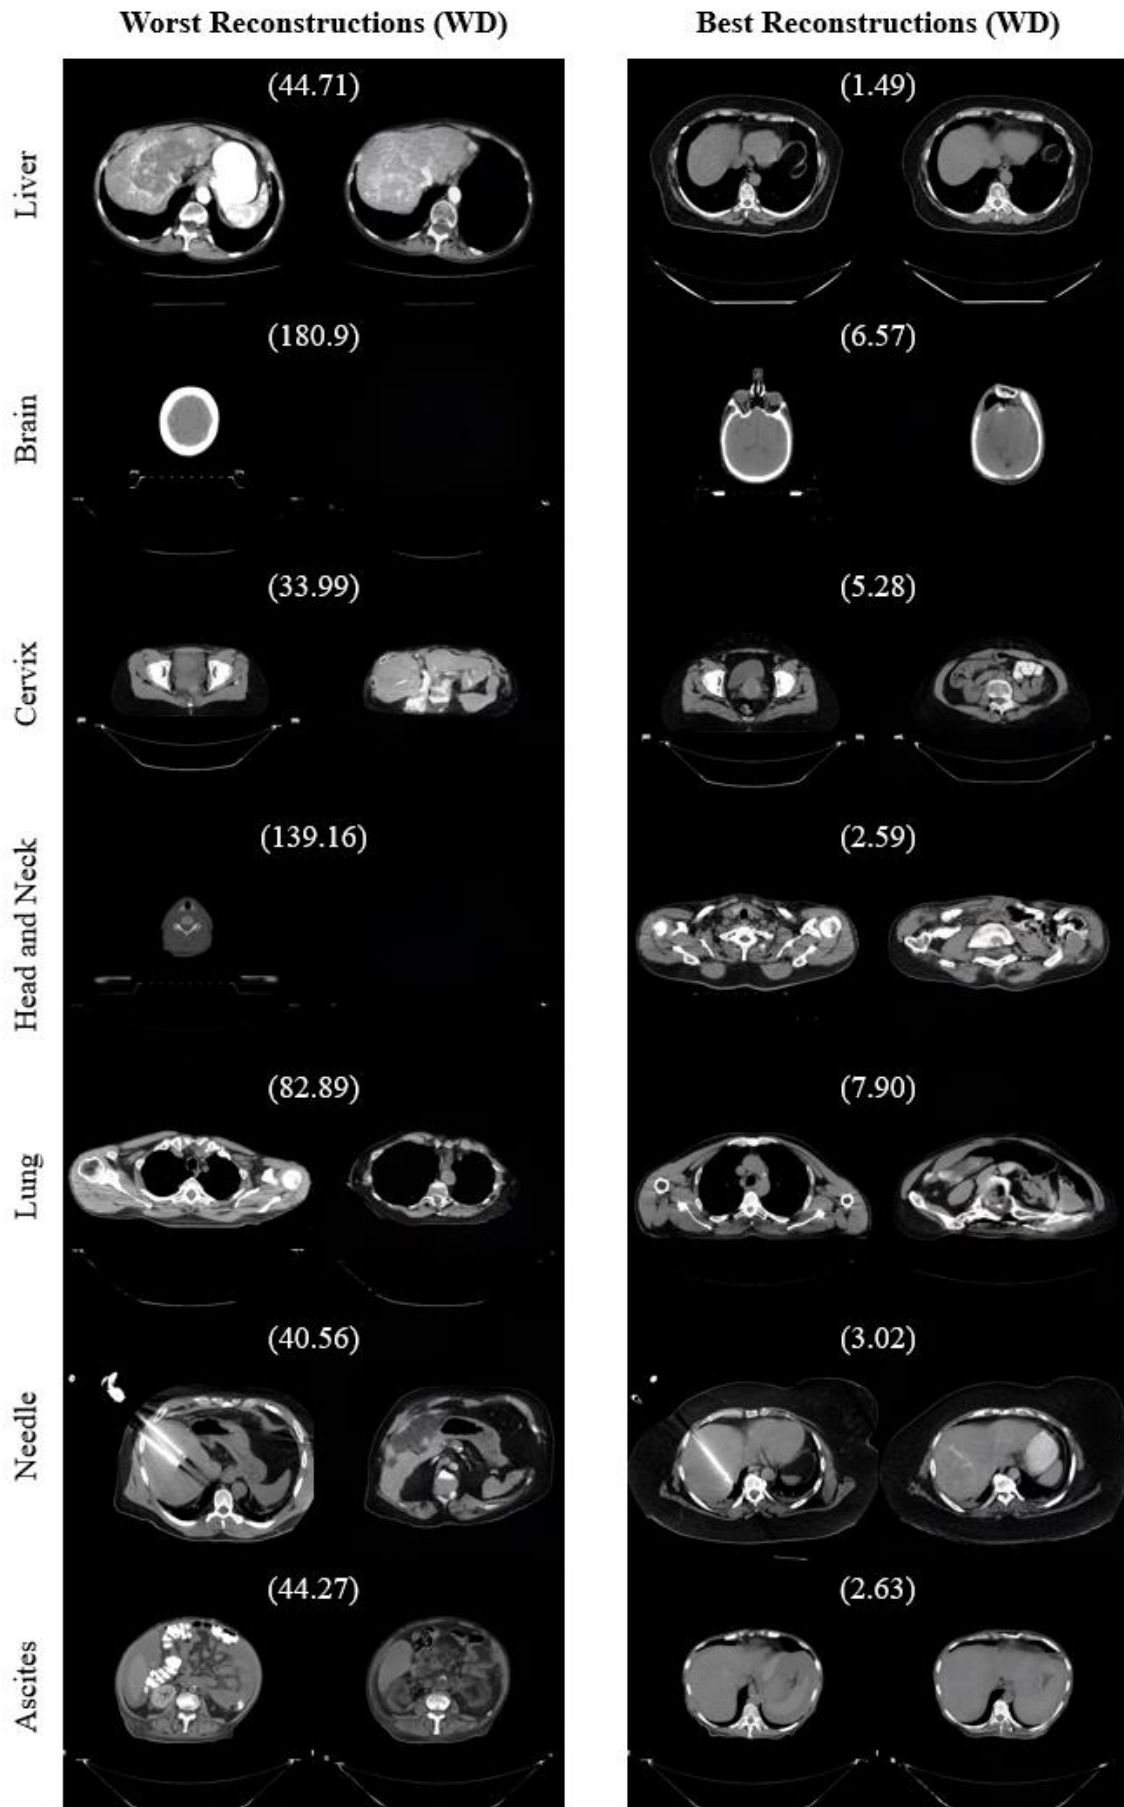 Worst Reconstructions (WD)
Best Reconstructions (WD)
Liver
(44.71)
(1.49)
Brain
(180.9)
(6.57)
Cervix
(33.99)
(5.28)
Head and Neck
(139.16)
(2.59)
Lung
(82.89)
(7.90)
Needle
(40.56)
(3.02)
Ascites
(44.27)
(2.63)